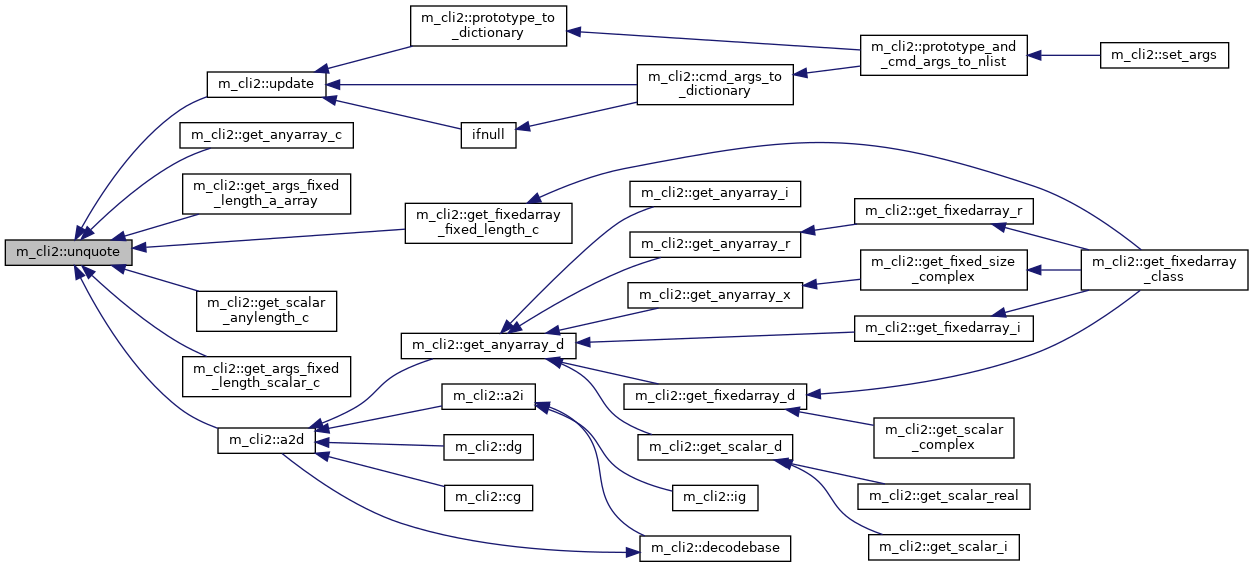 m_cli2::unquote
m_cli2::update
m_cli2::prototype_to
_dictionary
m_cli2::prototype_and
_cmd_args_to_nlist
m_cli2::set_args
m_cli2::cmd_args_to
_dictionary
ifnull
m_cli2::get_anyarray_c
m_cli2::get_args_fixed
_length_a_array
m_cli2::get_fixedarray
_fixed_length_c
m_cli2::get_fixedarray
_class
m_cli2::get_scalar
_anylength_c
m_cli2::get_args_fixed
_length_scalar_c
m_cli2::a2d
m_cli2::get_anyarray_d
m_cli2::get_anyarray_i
m_cli2::get_anyarray_r
m_cli2::get_fixedarray_r
m_cli2::get_anyarray_x
m_cli2::get_fixed_size
_complex
m_cli2::get_fixedarray_i
m_cli2::get_fixedarray_d
m_cli2::get_scalar
_complex
m_cli2::get_scalar_d
m_cli2::get_scalar_real
m_cli2::get_scalar_i
m_cli2::a2i
m_cli2::dg
m_cli2::cg
m_cli2::ig
m_cli2::decodebase